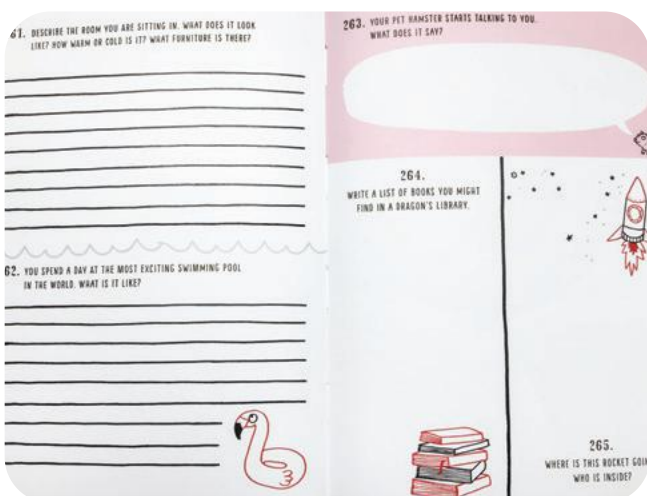 61. DESCRIBE THE ROOM YOU ARE SITTING IN. WHAT DOES IT LOOK
LIKE? HOW WARM OR COLD IS IT? WHAT FURNITURE IS THERE?
62. YOU SPEND A DAY AT THE MOST EXCITING SWIMMING POOL
IN THE WORLD. WHAT IS IT LIKE?
263. YOUR PET HAMSTER STARTS TALKING TO YOU.
WHAT DOES IT SAY?
264.
WRITE A LIST OF BOOKS YOU MIGHT
FIND IN A DRAGON'S LIBRARY.
265.
WHERE IS THIS ROCKET GOIN
WHO IS INSIDE?